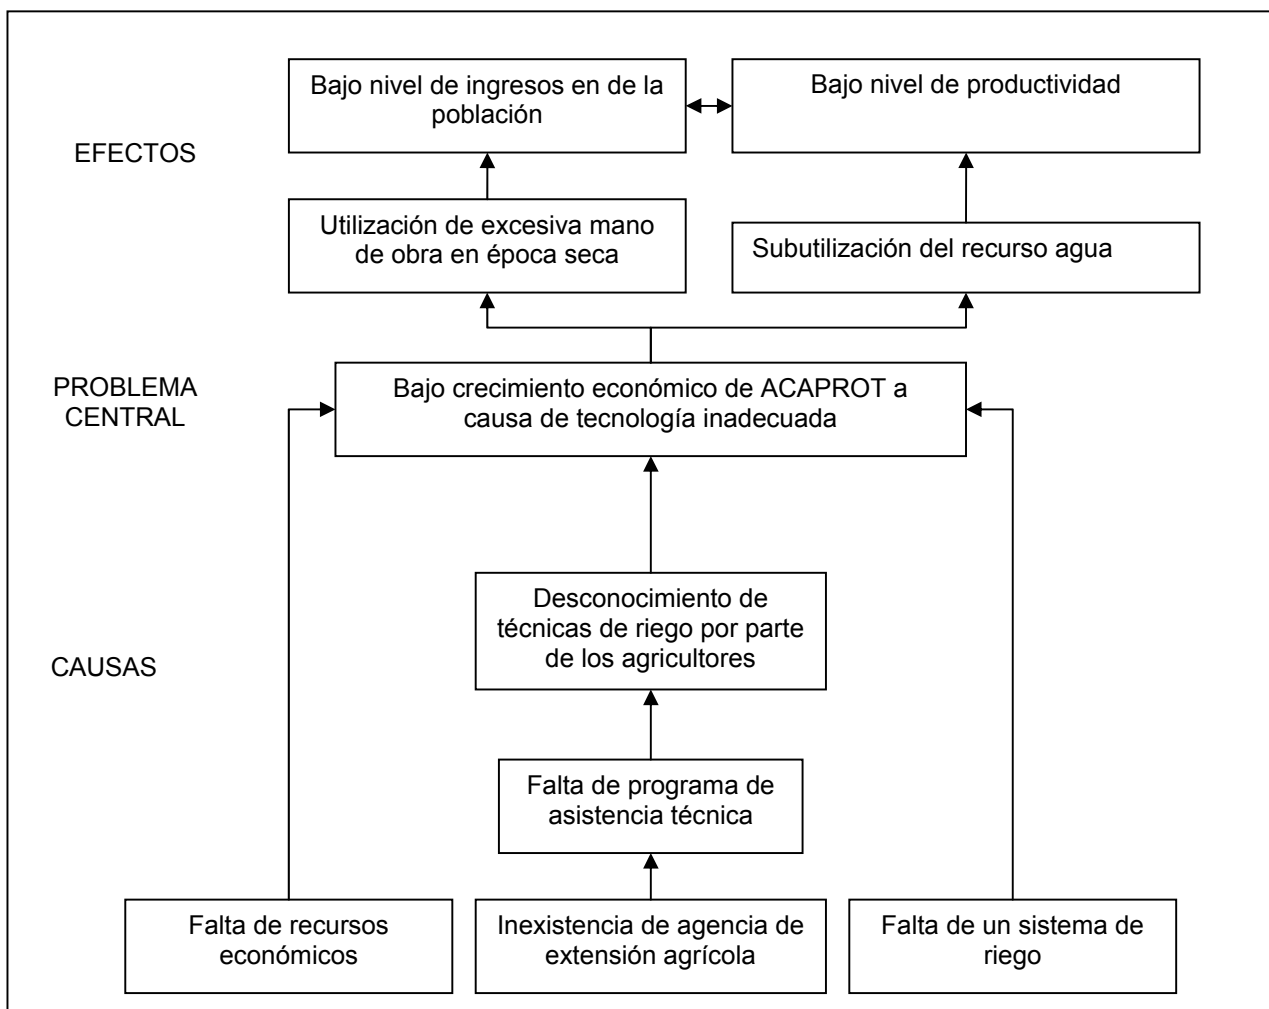 Bajo nivel de ingresos en de la
población
Bajo nivel de productividad
EFECTOS
Utilización de excesiva mano
de obra en época seca
Subutilización del recurso agua
PROBLEMA
CENTRAL
Bajo crecimiento económico de ACAPROT a
causa de tecnología inadecuada
Desconocimiento de
técnicas de riego por parte
de los agricultores
CAUSAS
Falta de programa de
asistencia técnica
Falta de recursos
económicos
Inexistencia de agencia de
extensión agrícola
Falta de un sistema de
riego